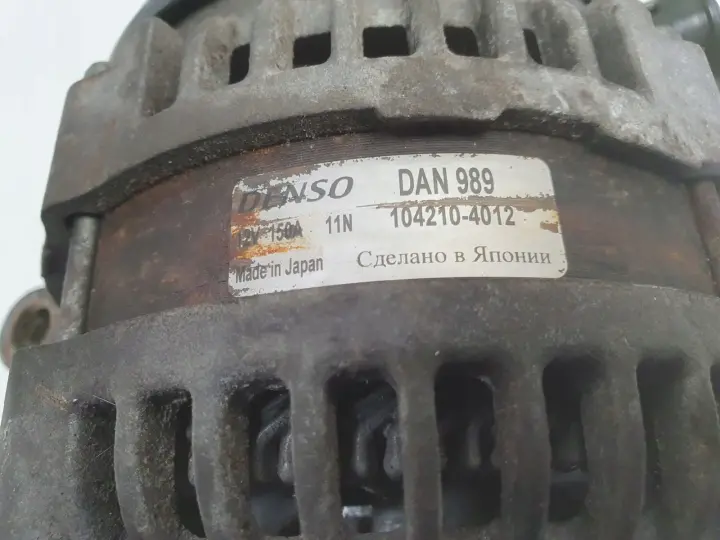 DENSO DAN 989
12V 150A 11N 104210-4012
Made in Japan Сделано в Японии